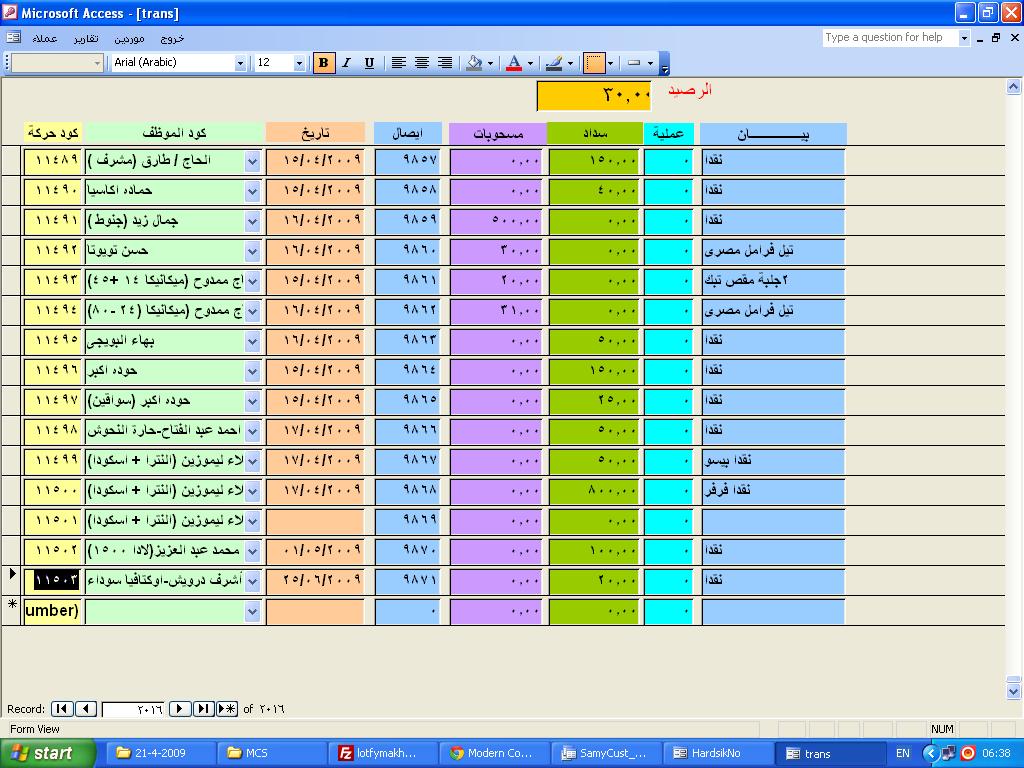 Microsoft Access - [trans]
عملاء موردين تقارير خروج
Type a question for help
Arial (Arabic) 12 B I U
الرصيد ٣٠,٠٠
كود حركة كود الموظف تاريخ ايصال مسحوبات سداد عملية بيـــــــــان
١١٤٨٩ الحاج / طارق (مشرف ) ١٥/٠٤/٢٠٠٩ ٩٨٥٧ ٠,٠٠ ١٥٠,٠٠ ٠ نقدا
١١٤٩٠ حماده اكاسيا ١٥/٠٤/٢٠٠٩ ٩٨٥٨ ٠,٠٠ ٤٠,٠٠ ٠ نقدا
١١٤٩١ جمال زيد (جنوط ) ١٦/٠٤/٢٠٠٩ ٩٨٥٩ ٥٠٠,٠٠ ٠,٠٠ ٠ نقدا
١١٤٩٢ حسن تويوتا ١٦/٠٤/٢٠٠٩ ٩٨٦٠ ٣٠,٠٠ ٠,٠٠ ٠ تيل فرامل مصرى
١١٤٩٣ ج ممدوح (ميكانيكا ١٤ +٤٥) ١٥/٠٤/٢٠٠٩ ٩٨٦١ ٢٠,٠٠ ٠,٠٠ ٠ ٢جلبة مقص تبك
١١٤٩٤ ج ممدوح (ميكانيكا (٢٤ -٨٠) ١٦/٠٤/٢٠٠٩ ٩٨٦٢ ٣١,٠٠ ٠,٠٠ ٠ تيل فرامل مصرى
١١٤٩٥ بهاء البويجى ١٦/٠٤/٢٠٠٩ ٩٨٦٣ ٠,٠٠ ٥٠,٠٠ ٠ نقدا
١١٤٩٦ حوده اكبر ١٥/٠٤/٢٠٠٩ ٩٨٦٤ ٠,٠٠ ١٥٠,٠٠ ٠ نقدا
١١٤٩٧ حوده اكبر (سواقين) ١٥/٠٤/٢٠٠٩ ٩٨٦٥ ٠,٠٠ ٢٥,٠٠ ٠ نقدا
١١٤٩٨ احمد عبد الفتاح-حارة النحوش ١٧/٠٤/٢٠٠٩ ٩٨٦٦ ٠,٠٠ ٥٠,٠٠ ٠ نقدا
١١٤٩٩ لاء ليموزين (النترا + اسكودا) ١٧/٠٤/٢٠٠٩ ٩٨٦٧ ٠,٠٠ ٥٠,٠٠ ٠ نقدا بيسو
١١٥٠٠ لاء ليموزين (النترا + اسكودا) ١٧/٠٤/٢٠٠٩ ٩٨٦٨ ٠,٠٠ ٨٠٠,٠٠ ٠ نقدا فرفر
١١٥٠١ لاء ليموزين (النترا + اسكودا) ٩٨٦٩ ٠,٠٠ ٠,٠٠ ٠
١١٥٠٢ محمد عبد العزيز(لادا ١٥٠٠) ٠١/٠٥/٢٠٠٩ ٩٨٧٠ ٠,٠٠ ١٠٠,٠٠ ٠ نقدا
١١٥٠٣ أشرف درويش-اوكتافيا سوداء ٢٥/٠٦/٢٠٠٩ ٩٨٧١ ٠,٠٠ ٢٠,٠٠ ٠ نقدا
umber) ٠ ٠,٠٠ ٠,٠٠ ٠
Record: ٢٠١٦ of ٢٠١٦
Form View NUM
start 21-4-2009 MCS lotfymakh... Modern Co... SamyCust_... HardsikNo trans EN 06:38